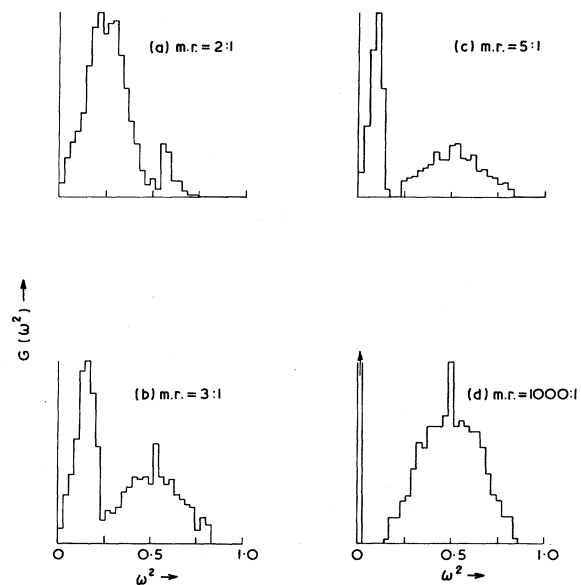 (a) m.r. = 2:1
(c) m.r. = 5:1
G (ω²) →
(b) m.r. = 3:1
(d) m.r. = 1000:1
0 0.5 1.0
0 0.5 1.0
ω² →
ω² →